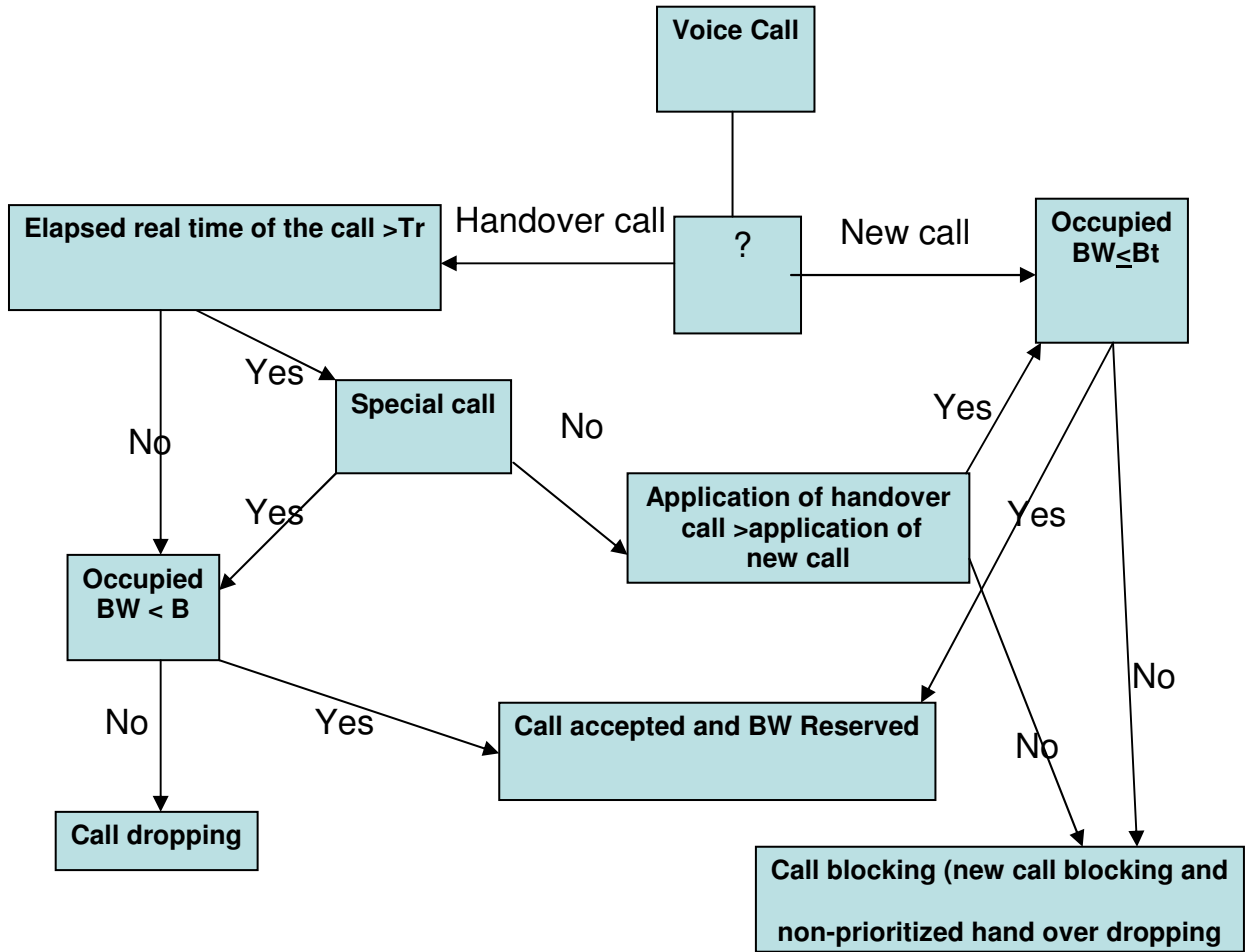 Voice Call
Elapsed real time of the call >Tr
Handover call
?
New call
Occupied
BW≤Bt
Yes
Special call
No
No
Yes
Yes
Application of handover
call >application of
new call
Yes
Occupied
BW < B
No
Yes
Call accepted and BW Reserved
No
No
Call dropping
Call blocking (new call blocking and
non-prioritized hand over dropping